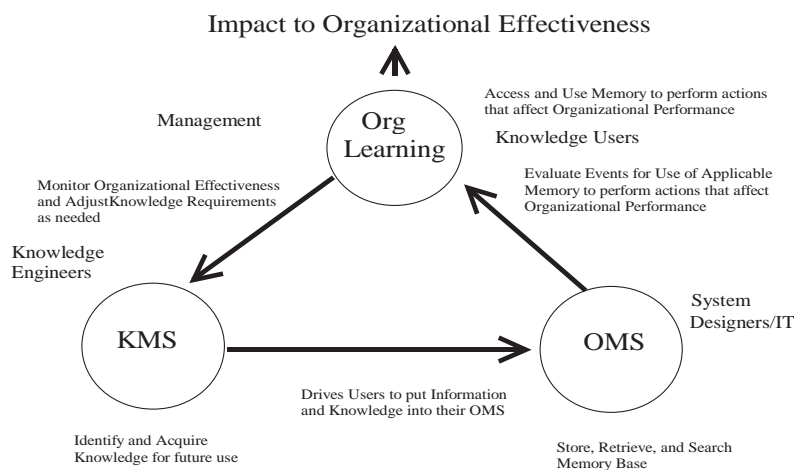 Impact to Organizational Effectiveness
Access and Use Memory to perform actions
that affect Organizational Performance
Management
Org
Learning
Knowledge Users
Evaluate Events for Use of Applicable
Memory to perform actions that affect
Organizational Performance
Monitor Organizational Effectiveness
and AdjustKnowledge Requirements
as needed
Knowledge
Engineers
KMS
OMS
System
Designers/IT
Drives Users to put Information
and Knowledge into their OMS
Identify and Acquire
Knowledge for future use
Store, Retrieve, and Search
Memory Base